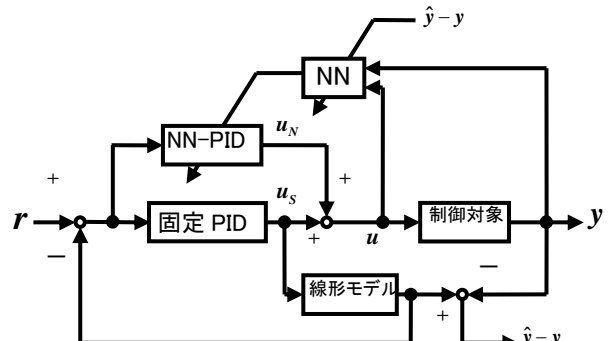 ŷ − y
NN
NN−PID
u_N
+
+
u_S
r
固定 PID
+
u
制御対象
y
−
−
線形モデル
+
ŷ − y